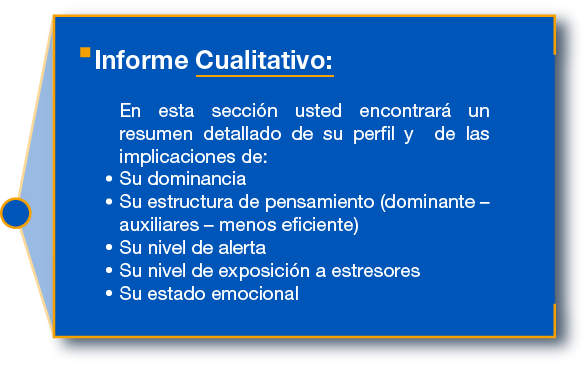 Informe Cualitativo:
En esta sección usted encontrará un
resumen detallado de su perfil y de las
implicaciones de:
• Su dominancia
• Su estructura de pensamiento (dominante –
auxiliares – menos eficiente)
• Su nivel de alerta
• Su nivel de exposición a estresores
• Su estado emocional